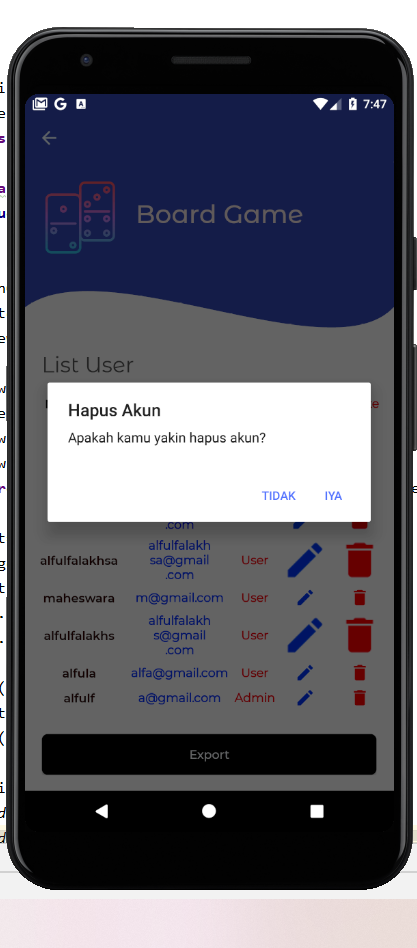 7:47
Board Game
List User
Hapus Akun
Apakah kamu yakin hapus akun?
TIDAK IYA
.com
alfulfalakhsa alfulfalakh User
sa@gmail
.com
maheswara m@gmail.com User
alfulfalakhs alfulfalakh User
s@gmail
.com
alfula alfa@gmail.com User
alfulf a@gmail.com Admin
Export